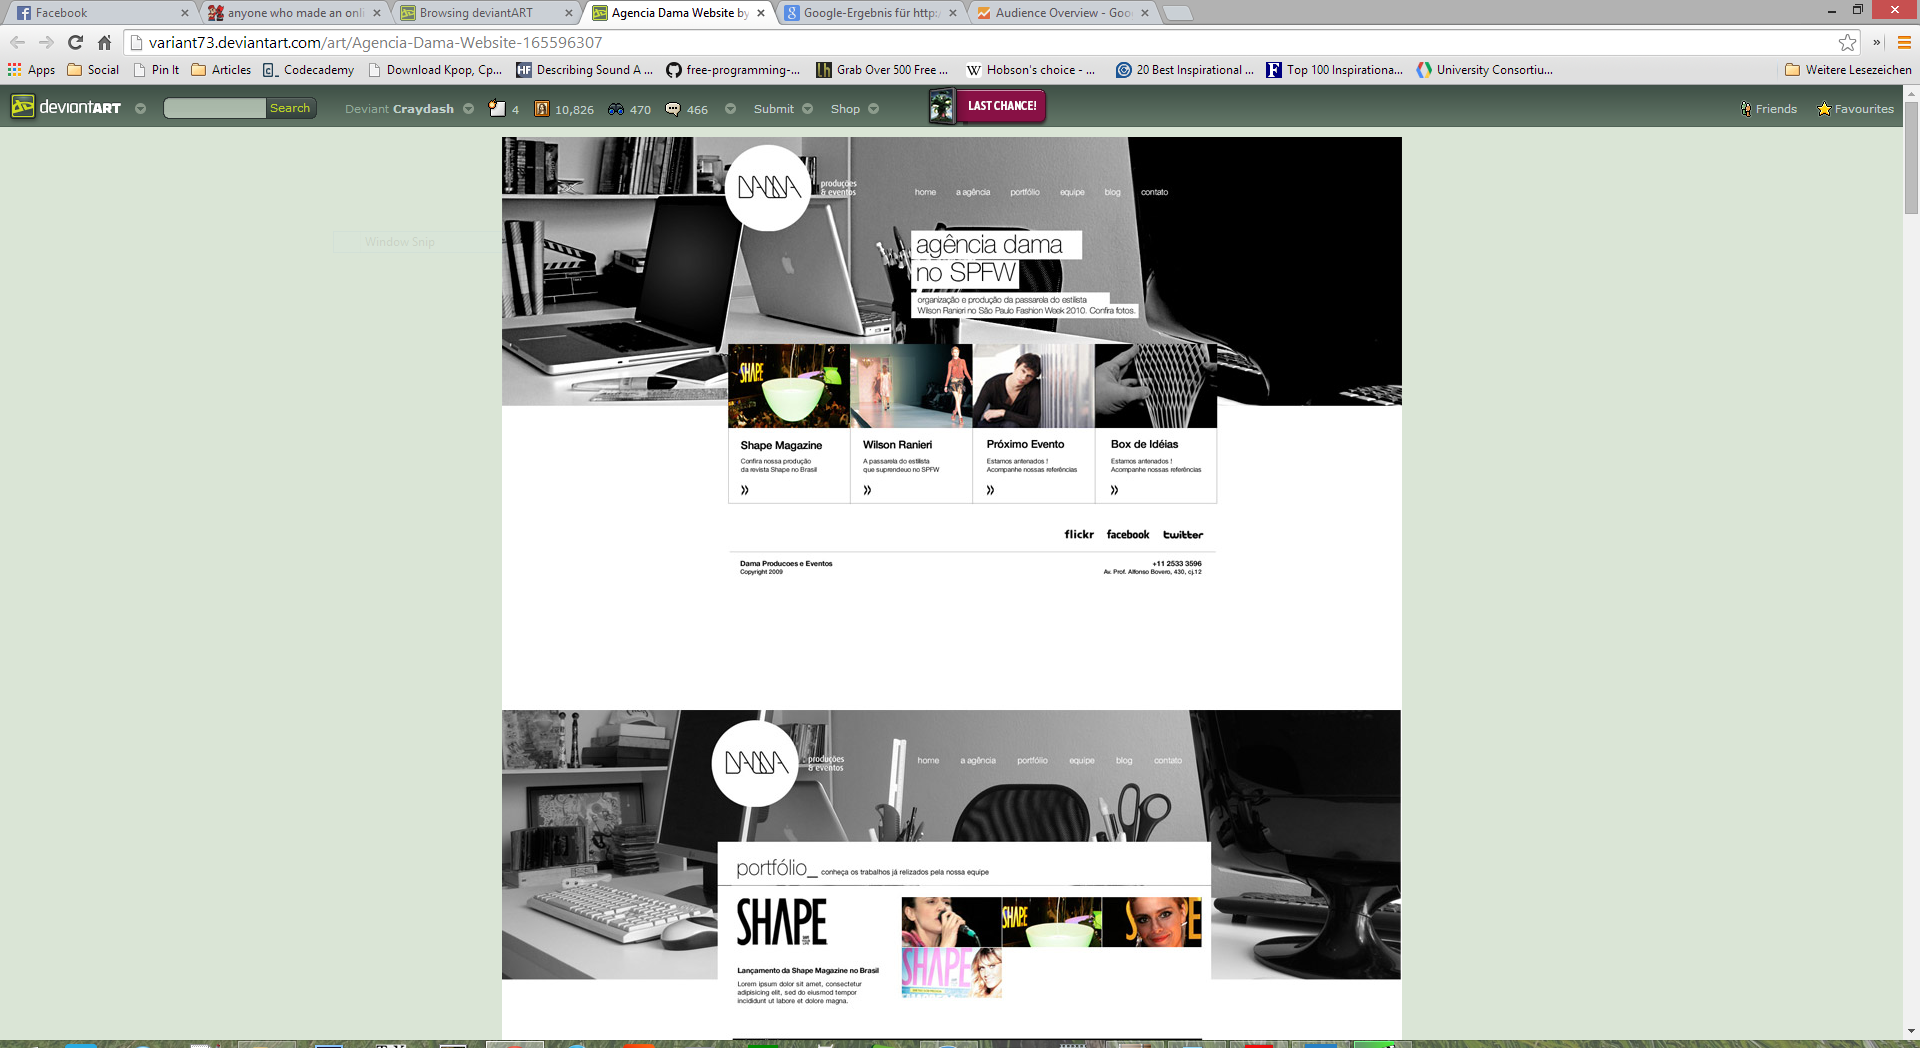 Facebook
anyone who made an onli
Browsing deviantART
Agencia Dama Website by
Google-Ergebnis für http:
Audience Overview - Goo
variant73.deviantart.com/art/Agencia-Dama-Website-165596307
Apps Social Pin It Articles Codecademy Download Kpop, Cp... Describing Sound A ... free-programming-... Grab Over 500 Free ... Hobson's choice - ... 20 Best Inspirational ... Top 100 Inspirationa... University Consortiu... Weitere Lesezeichen
deviantART Search Deviant Craydash 4 10,826 470 466 Submit Shop LAST CHANCE! Friends Favourites
Window Snip
DAMA produções
& eventos
home a agência portfólio equipe blog contato
agência dama
no SPFW
organização e produção da passarela do estilista
Wilson Ranieri no São Paulo Fashion Week 2010. Confira fotos.
SHAPE
Shape Magazine
Confira nossa produção
da revista Shape no Brasil
Wilson Ranieri
A passarela do estilista
que suprendeuo no SPFW
Próximo Evento
Estamos antenados !
Acompanhe nossas referências
Box de Idéias
Estamos antenados !
Acompanhe nossas referências
flickr facebook twitter
Dama Producoes e Eventos
Copyright 2009
+11 2533 3596
Av. Prof. Alfonso Bovero, 430, cj.12
DAMA produções
& eventos
home a agência portfólio equipe blog contato
portfólio_ conheça os trabalhos já relizados pela nossa equipe
SHAPE
SHAPE
SHAPE
Lançamento da Shape Magazine no Brasil
Lorem ipsum dolor sit amet, consectetur
adipisicing elit, sed do eiusmod tempor
incididunt ut labore et dolore magna.